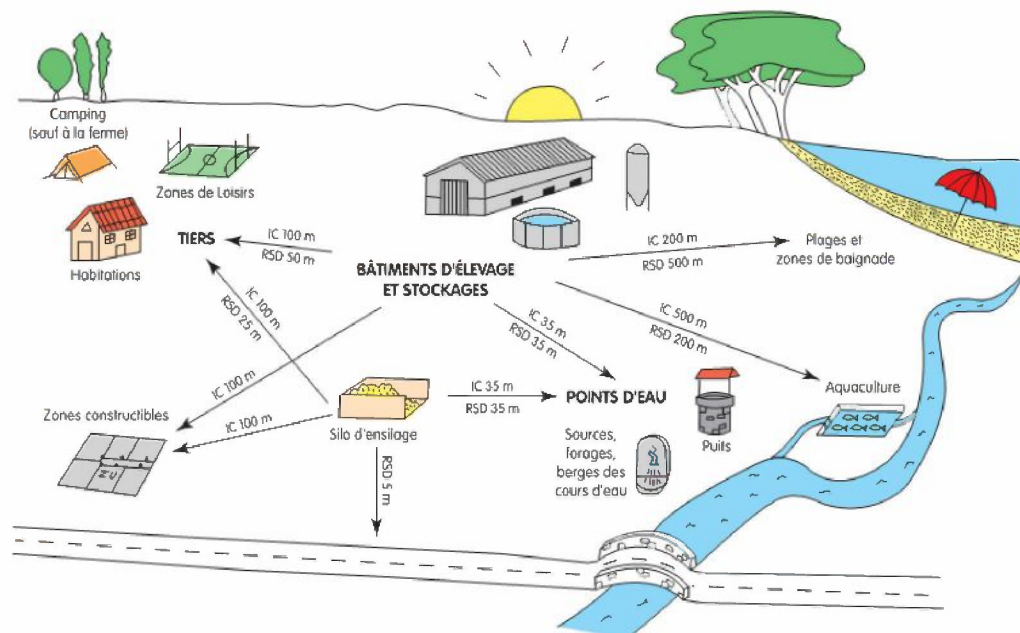 Camping
(sauf à la ferme)
Zones de Loisirs
Habitations
TIERS
IC 100 m
RSD 50 m
BÂTIMENTS D'ÉLEVAGE
ET STOCKAGES
IC 200 m
RSD 500 m
Plages et
zones de baignade
IC 100 m
RSD 25 m
IC 35 m
RSD 35 m
IC 500 m
RSD 200 m
IC 100 m
Aquaculture
Zones constructibles
IC 100 m
Silo d'ensilage
IC 35 m
RSD 35 m
POINTS D'EAU
Puits
Sources,
forages,
berges des
cours d'eau
RSD 5 m